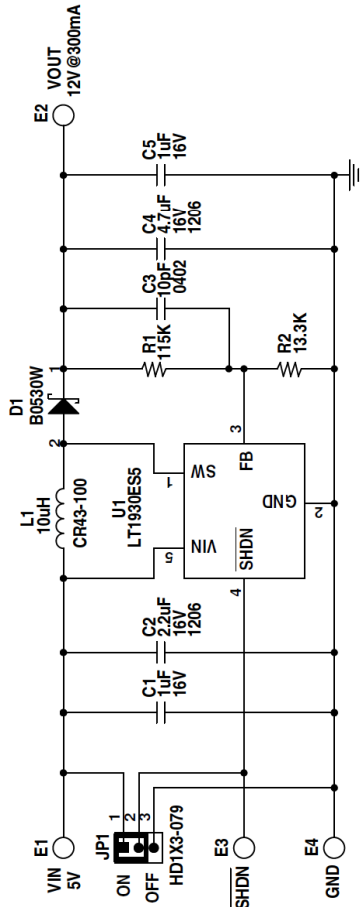 E1
VIN
5V
JP1
1
2
3
ON
OFF
HD1X3-079
E3
SHDN
E4
GND
C1
1uF
16V
C2
2.2uF
16V
1206
L1
10uH
CR43-100
U1
LT1930ES5
5
VIN
1
SW
4
SHDN
3
FB
GND
2
D1
B0530W
2
1
R1
115K
R2
13.3K
C3
10pF
0402
C4
4.7uF
16V
1206
C5
1uF
16V
E2
VOUT
12V @300mA